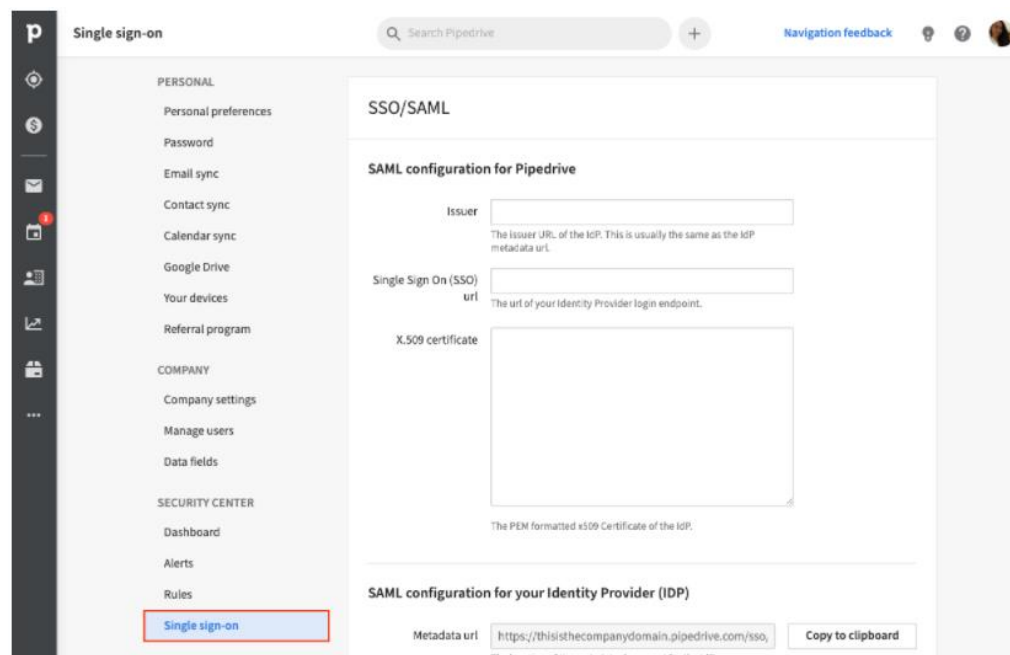 p
Single sign-on
Search Pipedrive
+
Navigation feedback
PERSONAL
Personal preferences
Password
Email sync
Contact sync
Calendar sync
Google Drive
Your devices
Referral program
COMPANY
Company settings
Manage users
Data fields
SECURITY CENTER
Dashboard
Alerts
Rules
Single sign-on
SSO/SAML
SAML configuration for Pipedrive
Issuer
The issuer URL of the IdP. This is usually the same as the IdP
metadata url.
Single Sign On (SSO)
url
The url of your Identity Provider login endpoint.
X.509 certificate
The PEM formatted x509 Certificate of the IdP.
SAML configuration for your Identity Provider (IDP)
Metadata url
https://thisisthecompanydomain.pipedrive.com/sso,
Copy to clipboard